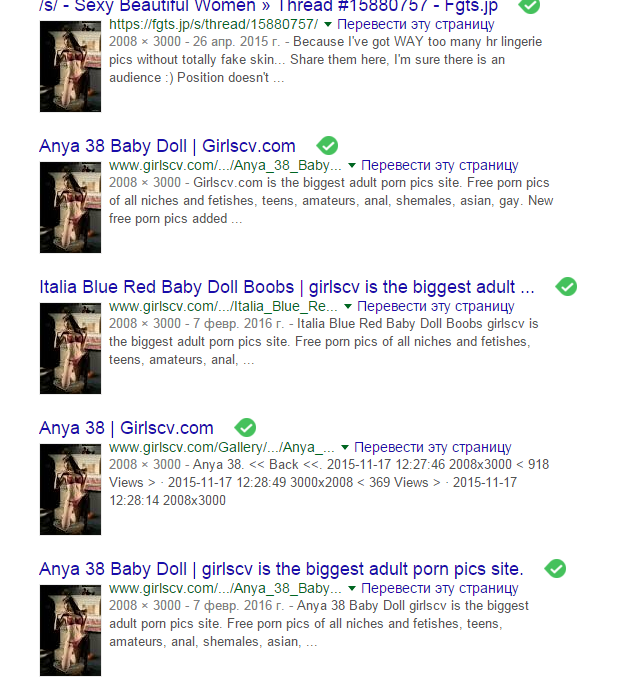 /s/ - Sexy Beautiful Women » Thread #15880757 - Fgts.jp
https://fgts.jp/s/thread/15880757/ Перевести эту страницу
2008 × 3000 - 26 апр. 2015 г. - Because I've got WAY too many hr lingerie
pics without totally fake skin... Share them here, I'm sure there is an
audience :) Position doesn't ...
Anya 38 Baby Doll | Girlscv.com
www.girlscv.com/.../Anya_38_Baby... Перевести эту страницу
2008 × 3000 - Girlscv.com is the biggest adult porn pics site. Free porn pics
of all niches and fetishes, teens, amateurs, anal, shemales, asian, gay. New
free porn pics added ...
Italia Blue Red Baby Doll Boobs | girlscv is the biggest adult ...
www.girlscv.com/.../Italia_Blue_Re... Перевести эту страницу
2008 × 3000 - 7 февр. 2016 г. - Italia Blue Red Baby Doll Boobs girlscv is
the biggest adult porn pics site. Free porn pics of all niches and fetishes,
teens, amateurs, anal, ...
Anya 38 | Girlscv.com
www.girlscv.com/Gallery/.../Anya_... Перевести эту страницу
2008 × 3000 - Anya 38. << Back <<. 2015-11-17 12:27:46 2008x3000 < 918
Views > · 2015-11-17 12:28:49 3000x2008 < 369 Views > · 2015-11-17
12:28:14 2008x3000
Anya 38 Baby Doll | girlscv is the biggest adult porn pics site.
www.girlscv.com/.../Anya_38_Baby... Перевести эту страницу
2008 × 3000 - 7 февр. 2016 г. - Anya 38 Baby Doll girlscv is the biggest
adult porn pics site. Free porn pics of all niches and fetishes, teens,
amateurs, anal, shemales, asian, ...